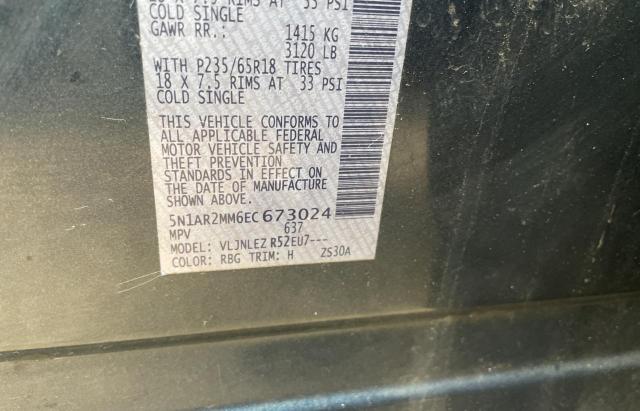 33 PSI
COLD SINGLE
GAWR RR.: 1415 KG
3120 LB
WITH P235/65R18 TIRES
18 X 7.5 RIMS AT 33 PSI
COLD SINGLE
THIS VEHICLE CONFORMS TO
ALL APPLICABLE FEDERAL
MOTOR VEHICLE SAFETY AND
THEFT PREVENTION
STANDARDS IN EFFECT ON
THE DATE OF MANUFACTURE
SHOWN ABOVE.
5N1AR2MM6EC673024
MPV 637
MODEL: VLJNLEZ R52EU7---
COLOR: RBG TRIM: H ZS30A